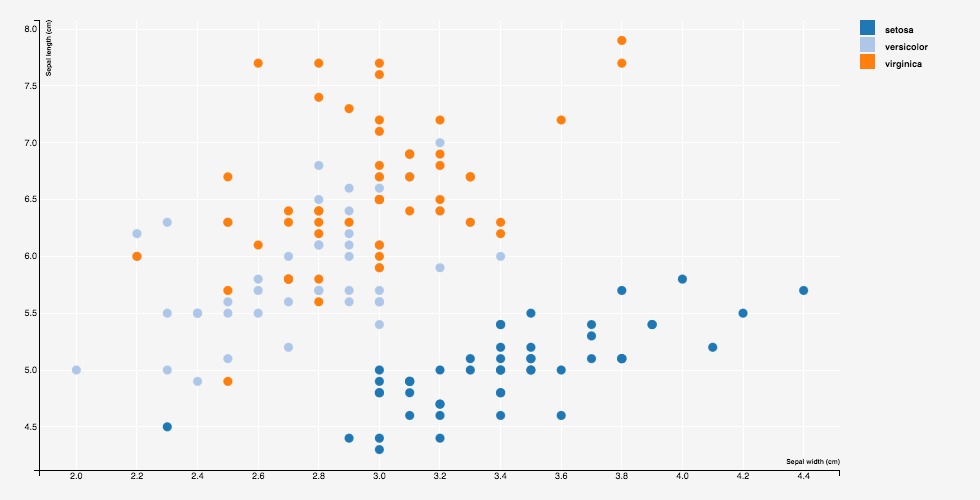 8.0
7.5
7.0
6.5
6.0
5.5
5.0
4.5
Sepal length (cm)
setosa
versicolor
virginica
Sepal width (cm)
2.0 2.2 2.4 2.6 2.8 3.0 3.2 3.4 3.6 3.8 4.0 4.2 4.4